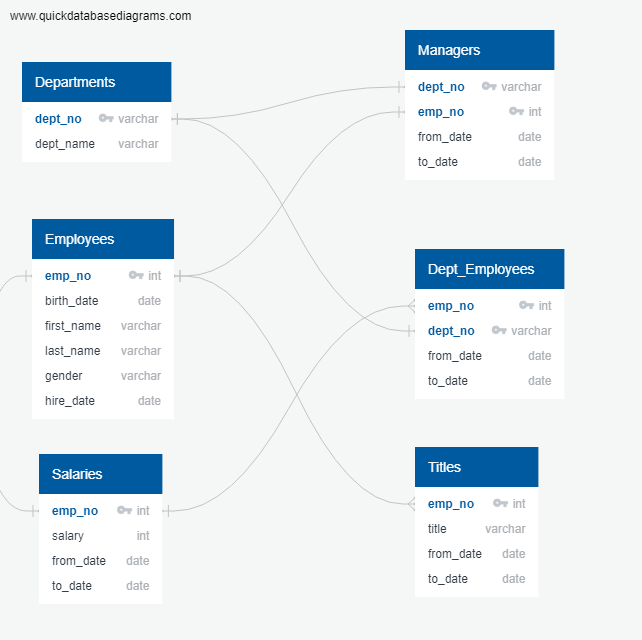 www.quickdatabasediagrams.com
Departments
dept_no varchar
dept_name varchar
Managers
dept_no varchar
emp_no int
from_date date
to_date date
Employees
emp_no int
birth_date date
first_name varchar
last_name varchar
gender varchar
hire_date date
Dept_Employees
emp_no int
dept_no varchar
from_date date
to_date date
Salaries
emp_no int
salary int
from_date date
to_date date
Titles
emp_no int
title varchar
from_date date
to_date date